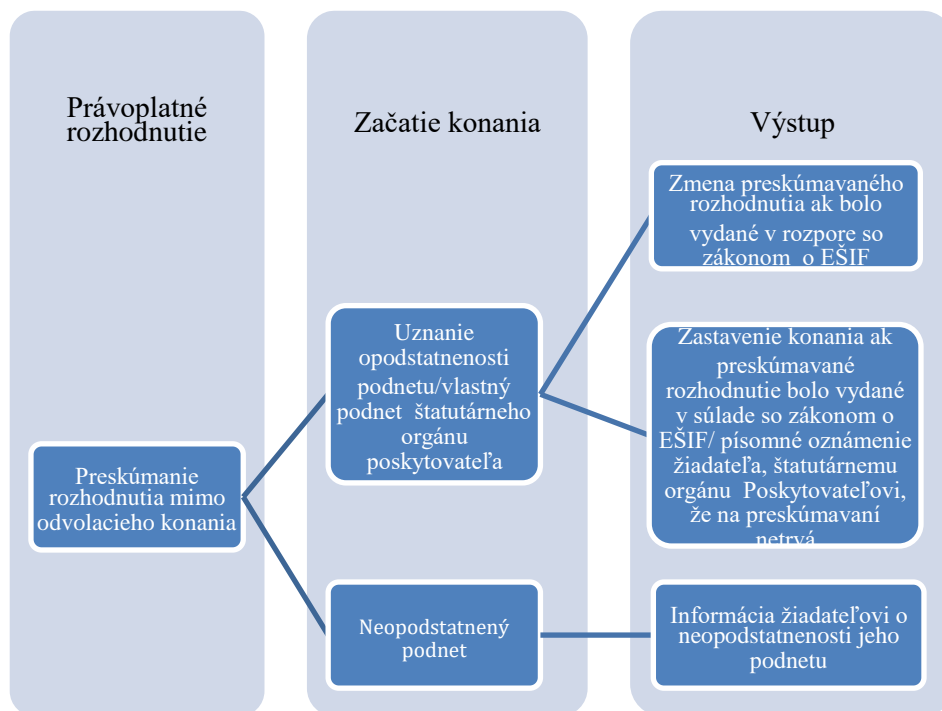 Právoplatné
rozhodnutie
Začatie konania
Výstup
Preskúmanie
rozhodnutia mimo
odvolacieho konania
Uznanie
opodstatnenosti
podnetu/vlastný
podnet štatutárneho
orgánu
poskytovateľa
Neopodstatnený
podnet
Zmena preskúmavaného
rozhodnutia ak bolo
vydané v rozpore so
zákonom o EŠIF
Zastavenie konania ak
preskúmavané
rozhodnutie bolo vydané
v súlade so zákonom o
EŠIF/ písomné oznámenie
žiadateľa, štatutárnemu
orgánu Poskytovateľovi,
že na preskúmavaní
netrvá
Informácia žiadateľovi o
neopodstatnenosti jeho
podnetu